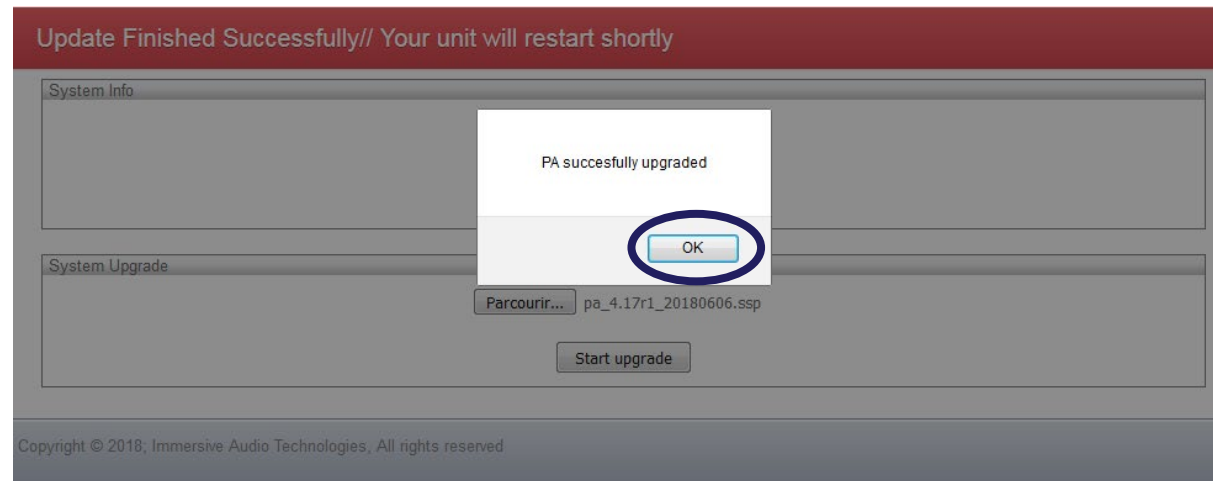 Update Finished Successfully// Your unit will restart shortly
System Info
PA succesfully upgraded
OK
System Upgrade
Parcourir... pa_4.17r1_20180606.ssp
Start upgrade
Copyright © 2018; Immersive Audio Technologies, All rights reserved